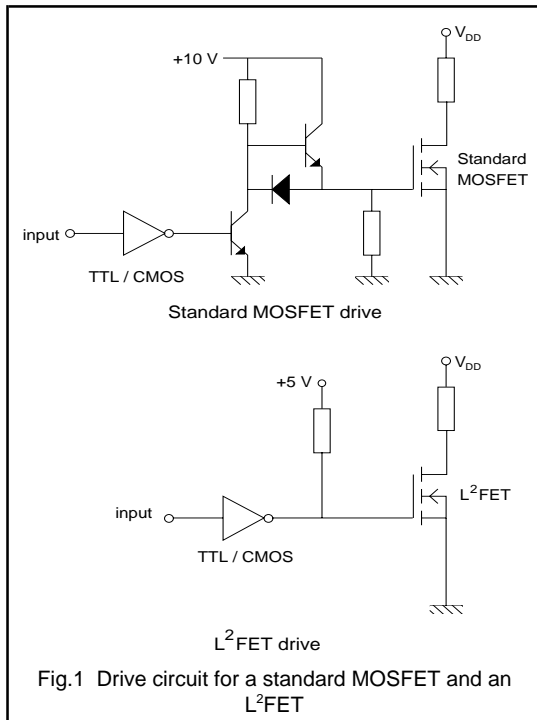 V_DD
+10 V
Standard
MOSFET
input
TTL / CMOS
Standard MOSFET drive
V_DD
+5 V
L²FET
input
TTL / CMOS
L²FET drive
Fig.1 Drive circuit for a standard MOSFET and an
L²FET